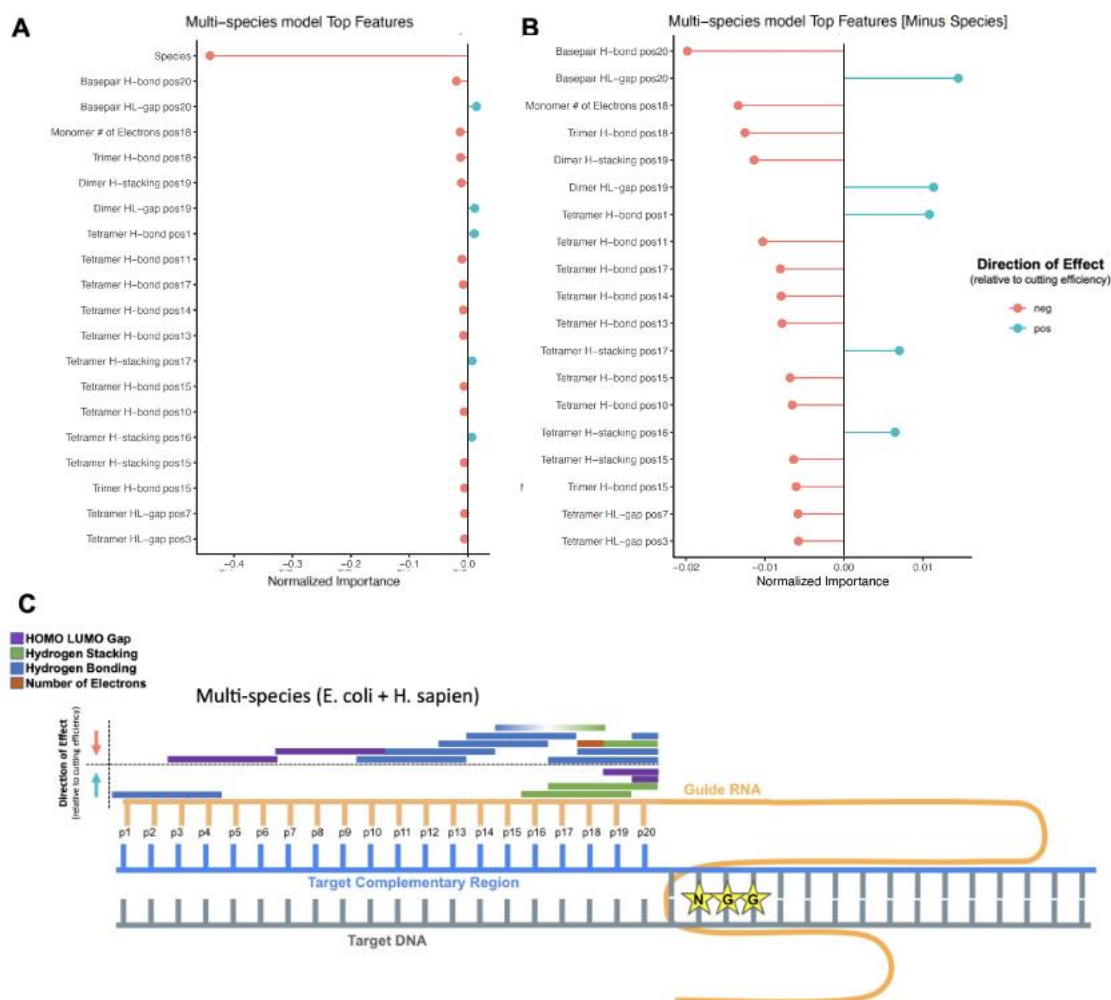 A
Multi-species model Top Features
Species
Basepair H-bond pos20
Basepair HL-gap pos20
Monomer # of Electrons pos18
Trimer H-bond pos18
Dimer H-stacking pos19
Dimer HL-gap pos19
Tetramer H-bond pos1
Tetramer H-bond pos11
Tetramer H-bond pos17
Tetramer H-bond pos14
Tetramer H-bond pos13
Tetramer H-stacking pos17
Tetramer H-bond pos15
Tetramer H-bond pos10
Tetramer H-stacking pos16
Tetramer H-stacking pos15
Trimer H-bond pos15
Tetramer HL-gap pos7
Tetramer HL-gap pos3
-0.4 -0.3 -0.2 -0.1 0.0
Normalized Importance
B
Multi-species model Top Features [Minus Species]
Basepair H-bond pos20
Basepair HL-gap pos20
Monomer # of Electrons pos18
Trimer H-bond pos18
Dimer H-stacking pos19
Dimer HL-gap pos19
Tetramer H-bond pos1
Tetramer H-bond pos11
Tetramer H-bond pos17
Tetramer H-bond pos14
Tetramer H-bond pos13
Tetramer H-stacking pos17
Tetramer H-bond pos15
Tetramer H-bond pos10
Tetramer H-stacking pos16
Tetramer H-stacking pos15
Trimer H-bond pos15
Tetramer HL-gap pos7
Tetramer HL-gap pos3
-0.02 -0.01 0.00 0.01
Normalized Importance
Direction of Effect
(relative to cutting efficiency)
neg
pos
C
HOMO LUMO Gap
Hydrogen Stacking
Hydrogen Bonding
Number of Electrons
Multi-species (E. coli + H. sapien)
Direction of Effect
(relative to cutting efficiency)
Guide RNA
p1 p2 p3 p4 p5 p6 p7 p8 p9 p10 p11 p12 p13 p14 p15 p16 p17 p18 p19 p20
Target Complementary Region
N G G
Target DNA